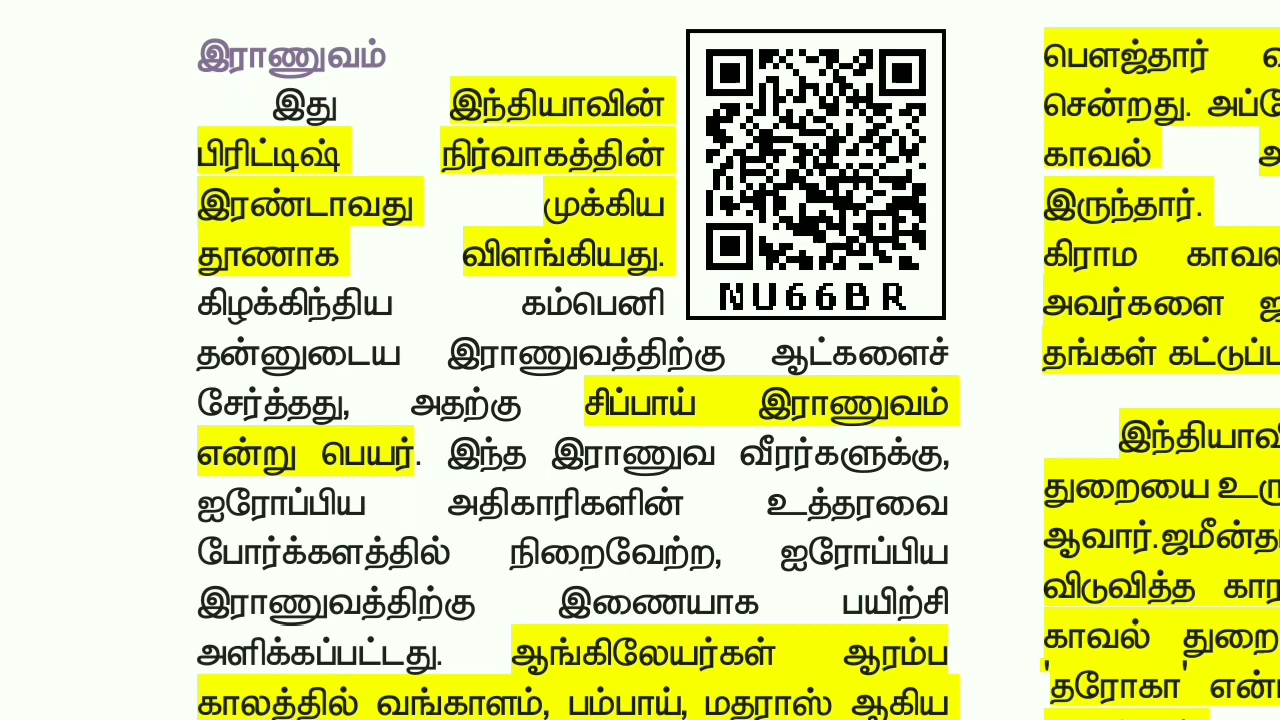 இராணுவம்
இது இந்தியாவின்
பிரிட்டிஷ் நிர்வாகத்தின்
இரண்டாவது முக்கிய
தூணாக விளங்கியது.
கிழக்கிந்திய கம்பெனி
தன்னுடைய இராணுவத்திற்கு ஆட்களைச்
சேர்த்தது, அதற்கு சிப்பாய் இராணுவம்
என்று பெயர். இந்த இராணுவ வீரர்களுக்கு,
ஐரோப்பிய அதிகாரிகளின் உத்தரவை
போர்க்களத்தில் நிறைவேற்ற, ஐரோப்பிய
இராணுவத்திற்கு இணையாக பயிற்சி
அளிக்கப்பட்டது. ஆங்கிலேயர்கள் ஆரம்ப
காலத்தில் வங்காளம், பம்பாய், மதராஸ் ஆகிய
NU66BR
பௌஜ்தார்
சென்றது.
காவல்
இருந்தார்.
கிராம
அவர்களை
தங்கள்
துறையை
ஆவார்.
விடுவித்த
காவல்
'தரோகா'